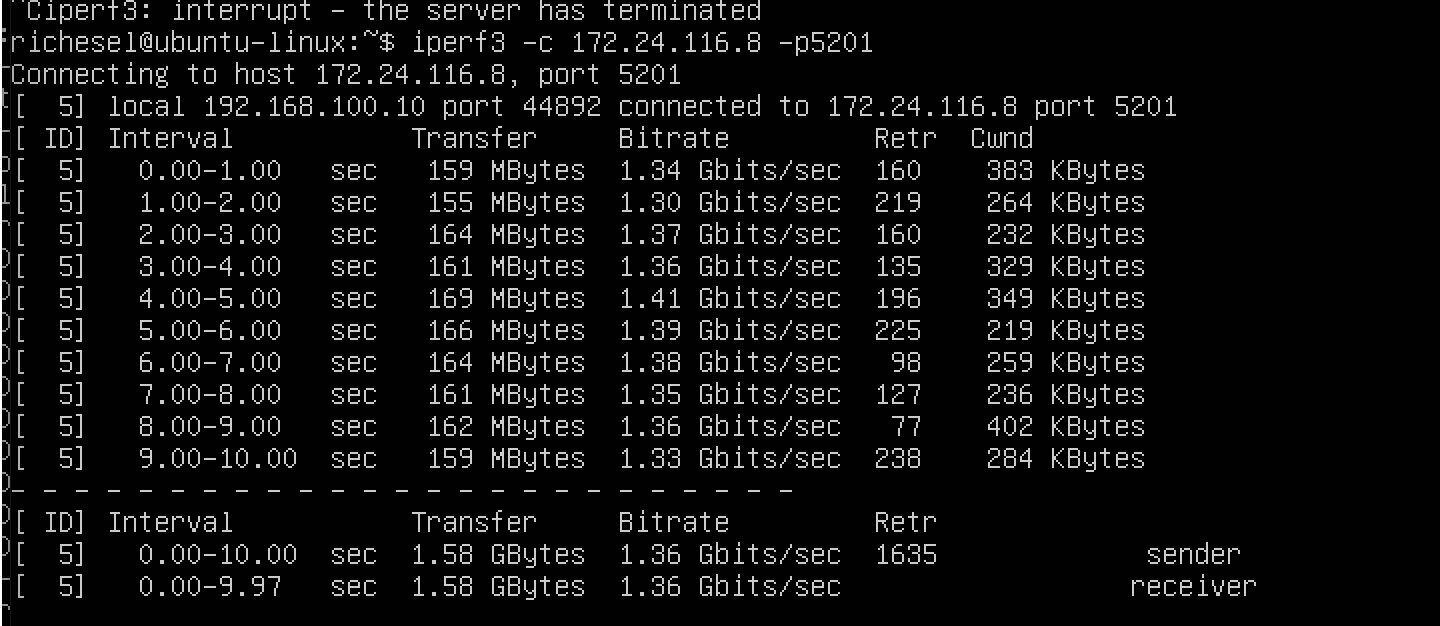 ^Ciperf3: interrupt - the server has terminated
richesel@ubuntu-linux:~$ iperf3 -c 172.24.116.8 -p5201
Connecting to host 172.24.116.8, port 5201
[  5] local 192.168.100.10 port 44892 connected to 172.24.116.8 port 5201
[ ID] Interval           Transfer     Bitrate         Retr  Cwnd
[  5]   0.00-1.00   sec   159 MBytes  1.34 Gbits/sec  160    383 KBytes
[  5]   1.00-2.00   sec   155 MBytes  1.30 Gbits/sec  219    264 KBytes
[  5]   2.00-3.00   sec   164 MBytes  1.37 Gbits/sec  160    232 KBytes
[  5]   3.00-4.00   sec   161 MBytes  1.36 Gbits/sec  135    329 KBytes
[  5]   4.00-5.00   sec   169 MBytes  1.41 Gbits/sec  196    349 KBytes
[  5]   5.00-6.00   sec   166 MBytes  1.39 Gbits/sec  225    219 KBytes
[  5]   6.00-7.00   sec   164 MBytes  1.38 Gbits/sec   98    259 KBytes
[  5]   7.00-8.00   sec   161 MBytes  1.35 Gbits/sec  127    236 KBytes
[  5]   8.00-9.00   sec   162 MBytes  1.36 Gbits/sec   77    402 KBytes
[  5]   9.00-10.00  sec   159 MBytes  1.33 Gbits/sec  238    284 KBytes
- - - - - - - - - - - - - - - - - - - - - - - - -
[ ID] Interval           Transfer     Bitrate         Retr
[  5]   0.00-10.00  sec  1.58 GBytes  1.36 Gbits/sec  1635             sender
[  5]   0.00-9.97   sec  1.58 GBytes  1.36 Gbits/sec                  receiver